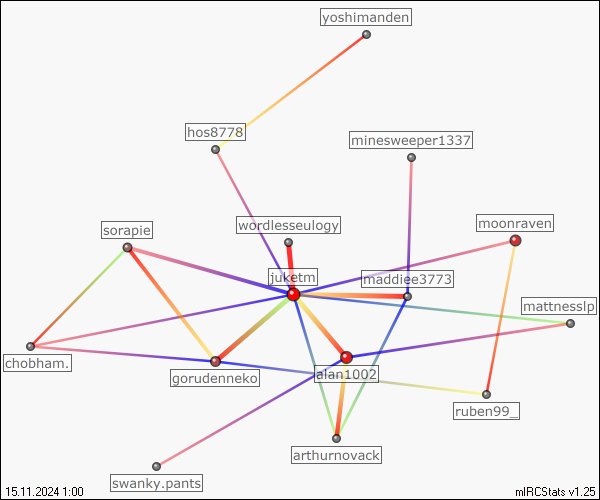 yoshimanden
hos8778
minesweeper1337
wordlesseulogy
moonraven
sorapie
juketm
maddiee3773
mattnesslp
chobham.
gorudenneko
alan1002
ruben99_
arthurnovack
swanky.pants
15.11.2024 1:00
mIRCStats v1.25